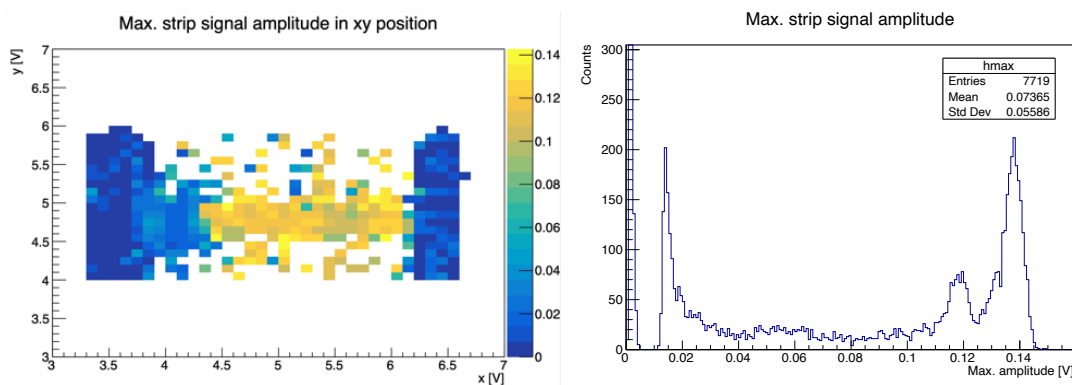 Max. strip signal amplitude in xy position
y [V]
7
6.5
6
5.5
5
4.5
4
3.5
3
3 3.5 4 4.5 5 5.5 6 6.5 7
x [V]
0.14
0.12
0.1
0.08
0.06
0.04
0.02
0
Max. strip signal amplitude
Counts
300
250
200
150
100
50
0
0 0.02 0.04 0.06 0.08 0.1 0.12 0.14
Max. amplitude [V]
hmax
Entries 7719
Mean 0.07365
Std Dev 0.05586